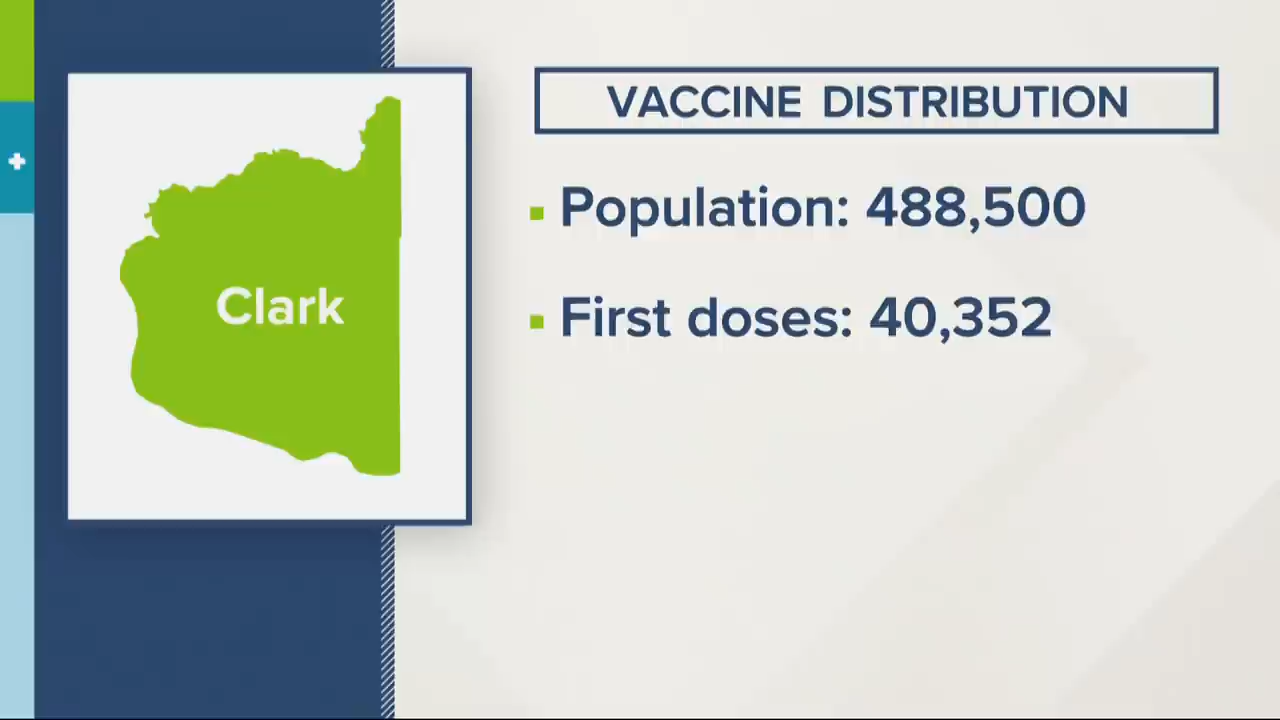 VACCINE DISTRIBUTION
Population: 488,500
First doses: 40,352
Clark